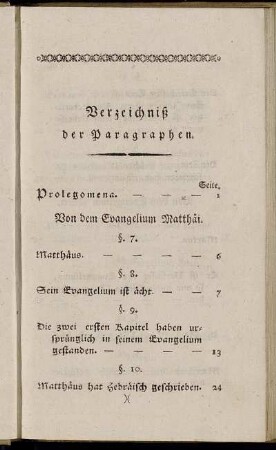 Verzeichniß
der Paragraphen.
Seite.
Prolegomena. — — — 1
Von dem Evangelium Matthäi.
§. 7.
Matthäus. — — — — 6
§. 8.
Sein Evangelium ist ächt. — — 7
§. 9.
Die zwei ersten Kapitel haben ur-
sprünglich in seinem Evangelium
gestanden. — — — — 13
§. 10.
Matthäus hat Hebräisch geschrieben. 24